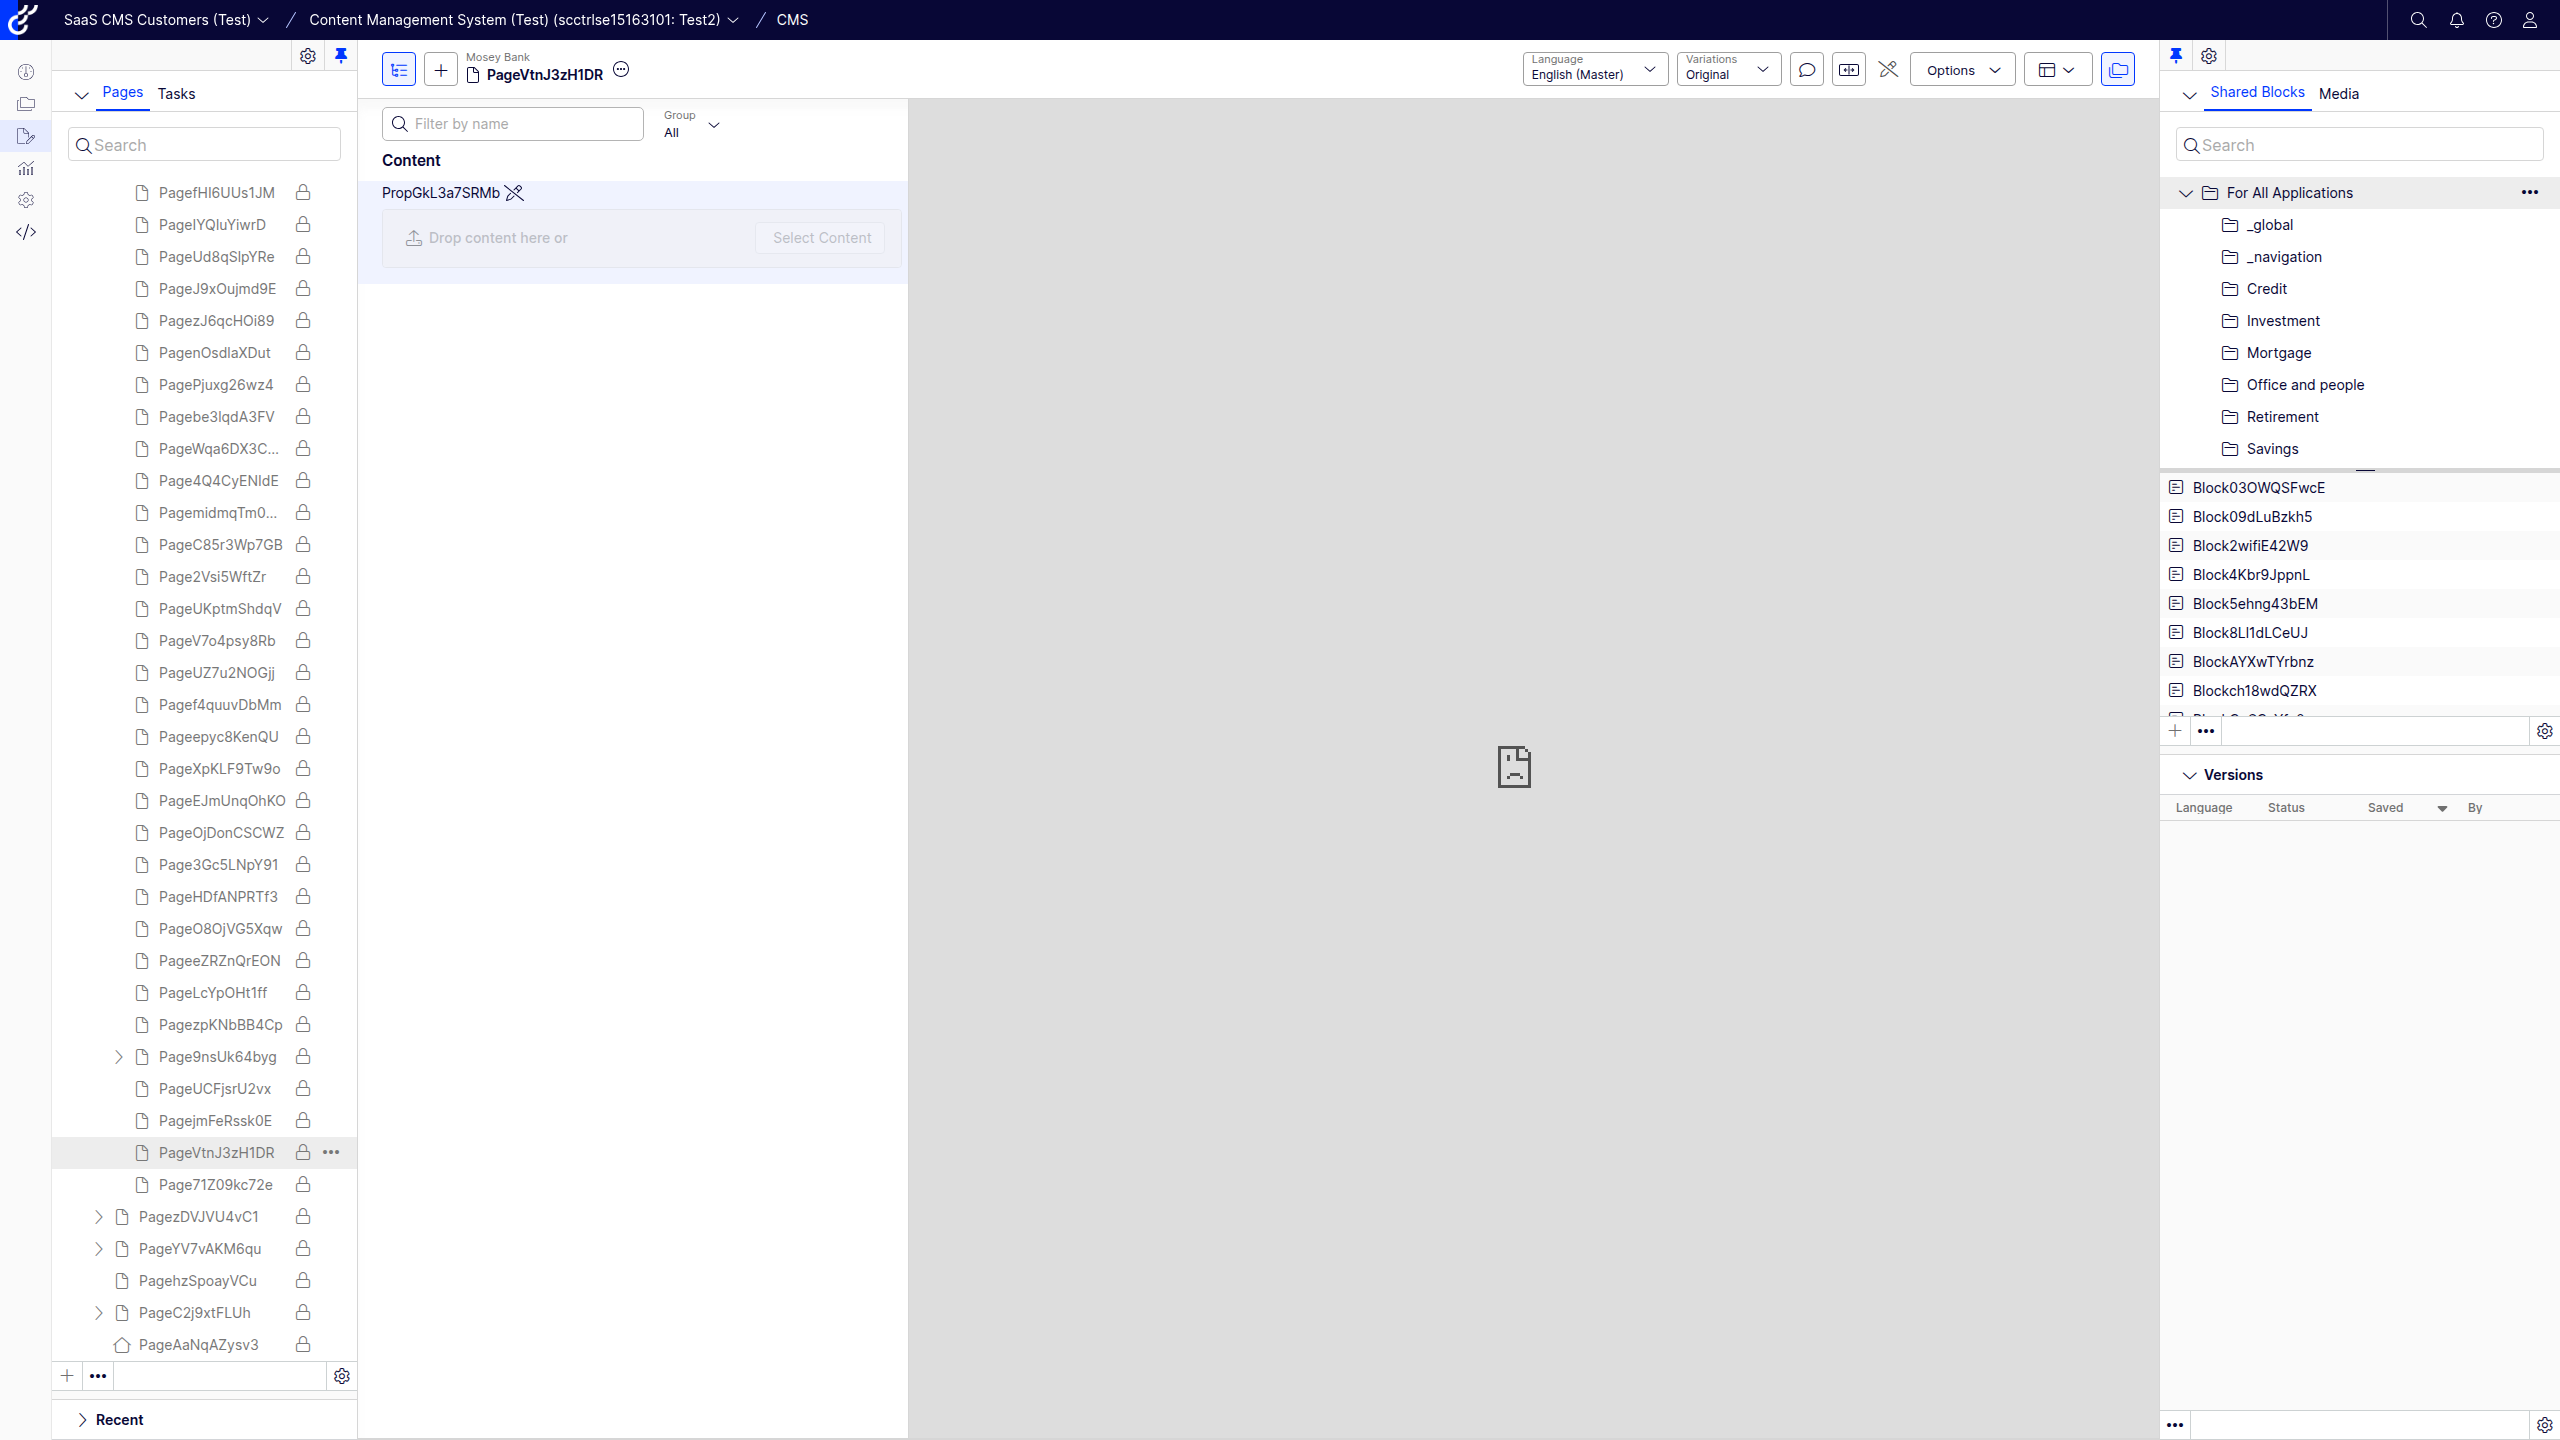 SaaS CMS Customers (Test) / Content Management System (Test) (scctrlse15163101: Test2) / CMS
Pages Tasks
Search
PagefHI6UUs1JM
PageIYQluYiwrD
PageUd8qSlpYRe
PageJ9xOujmd9E
PagezJ6qcHOi89
PagenOsdlaXDut
PagePjuxg26wz4
Pagebe3lqdA3FV
PageWqa6DX3C...
Page4Q4CyENIdE
PagemidmqTm0...
PageC85r3Wp7GB
Page2Vsi5WftZr
PageUKptmShdqV
PageV7o4psy8Rb
PageUZ7u2NOGjj
Pagef4quuvDbMm
Pageepyc8KenQU
PageXpKLF9Tw9o
PageEJmUnqOhKO
PageOjDonCSCWZ
Page3Gc5LNpY91
PageHDfANPRTf3
PageO8OjVG5Xqw
PageeZRZnQrEON
PageLcYpOHt1ff
PagezpKNbBB4Cp
Page9nsUk64byg
PageUCFjsrU2vx
PagejmFeRssk0E
PageVtnJ3zH1DR
Page71Z09kc72e
PagezDVJVU4vC1
PageYV7vAKM6qu
PagehzSpoayVCu
PageC2j9xtFLUh
PageAaNqAZysv3
Recent
Mosey Bank
PageVtnJ3zH1DR
Language
English (Master)
Variations
Original
Options
Filter by name
Group
All
Content
PropGkL3a7SRMb
Drop content here or Select Content
Shared Blocks Media
Search
For All Applications
_global
_navigation
Credit
Investment
Mortgage
Office and people
Retirement
Savings
Block03OWQSFwcE
Block09dLuBzkh5
Block2wifiE42W9
Block4Kbr9JppnL
Block5ehng43bEM
Block8Ll1dLCeUJ
BlockAYXwTYrbnz
Blockch18wdQZRX
Versions
Language Status Saved By